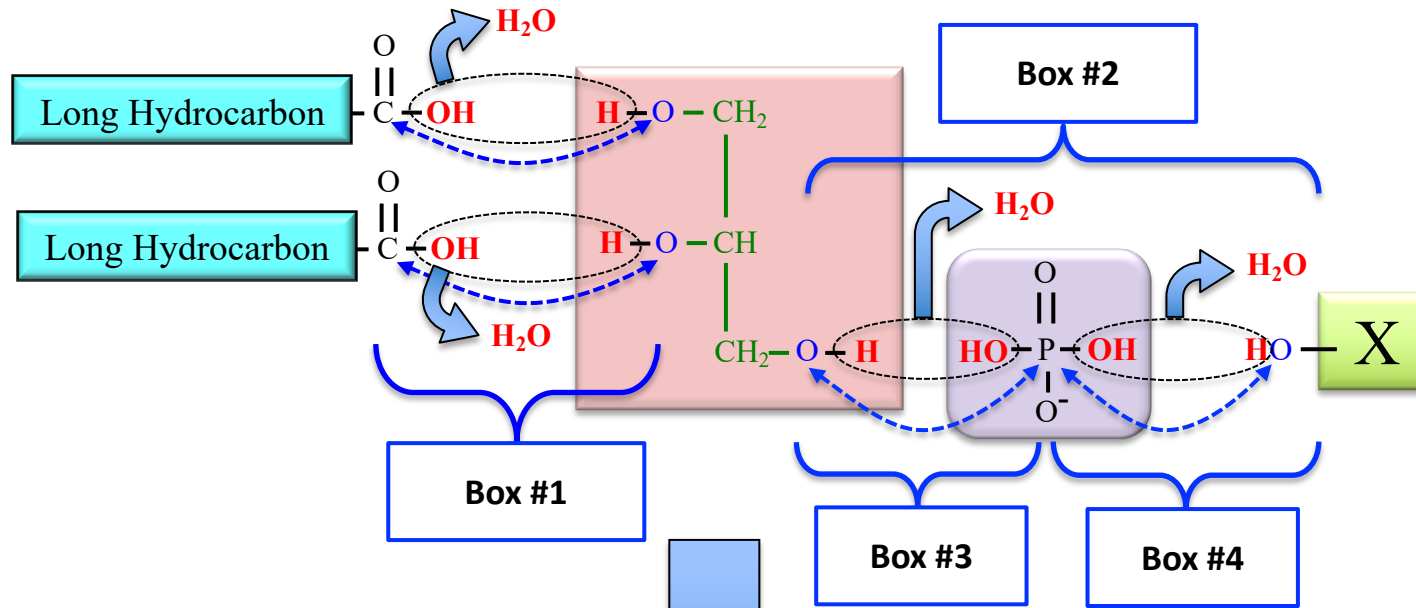 H₂O
Box #2
O
Long Hydrocarbon C OH H O CH₂
O
H₂O
Long Hydrocarbon C OH H O CH
H₂O
O
H₂O
CH₂ O H HO P OH HO X
O⁻
Box #1
Box #3
Box #4